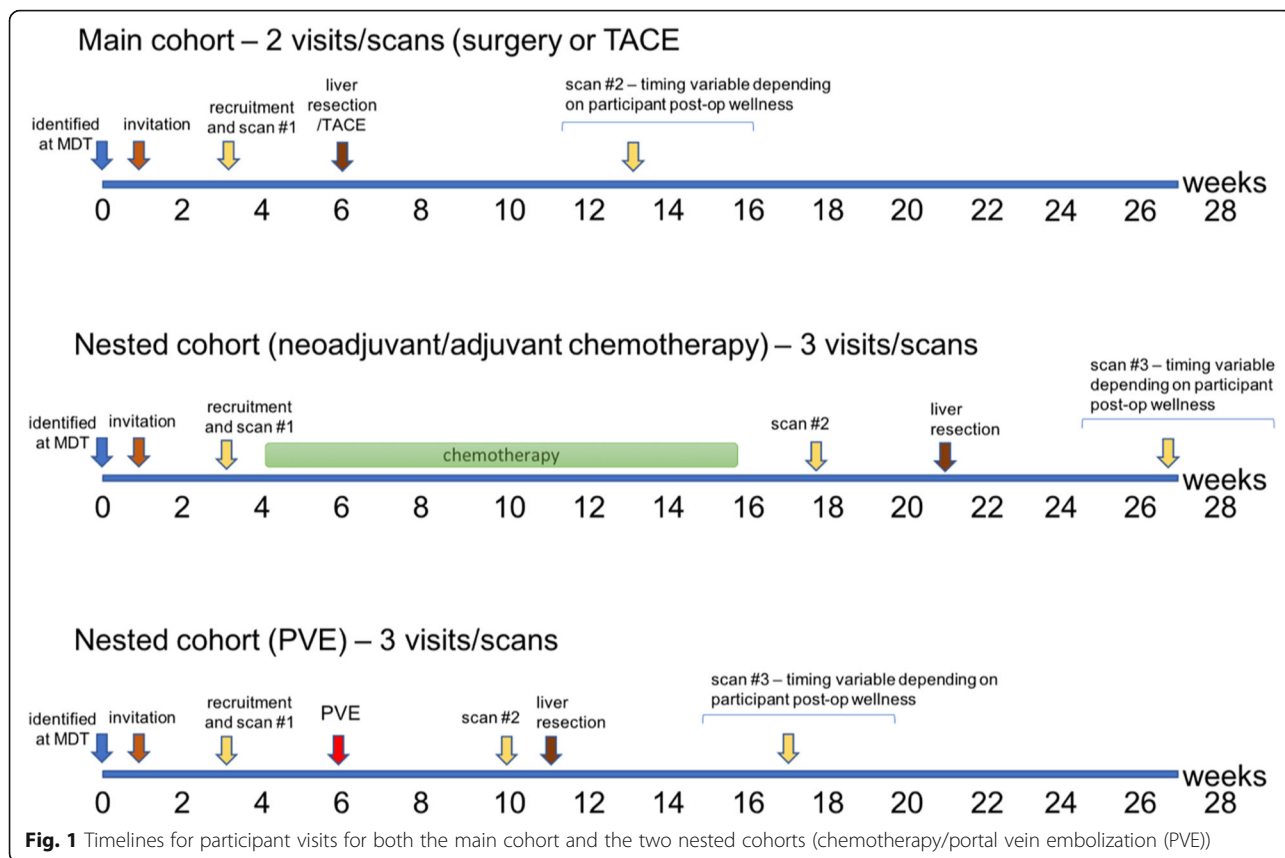 Main cohort – 2 visits/scans (surgery or TACE
identified
at MDT
invitation
recruitment
and scan #1
liver
resection
/TACE
scan #2 – timing variable depending
on participant post-op wellness
weeks
0 2 4 6 8 10 12 14 16 18 20 22 24 26 28
Nested cohort (neoadjuvant/adjuvant chemotherapy) – 3 visits/scans
identified
at MDT
invitation
recruitment
and scan #1
chemotherapy
scan #2
liver
resection
scan #3 – timing variable
depending on participant
post-op wellness
weeks
0 2 4 6 8 10 12 14 16 18 20 22 24 26 28
Nested cohort (PVE) – 3 visits/scans
identified
at MDT
invitation
recruitment
and scan #1
PVE
scan #2
liver
resection
scan #3 – timing variable depending on
participant post-op wellness
weeks
0 2 4 6 8 10 12 14 16 18 20 22 24 26 28
Fig. 1 Timelines for participant visits for both the main cohort and the two nested cohorts (chemotherapy/portal vein embolization (PVE))